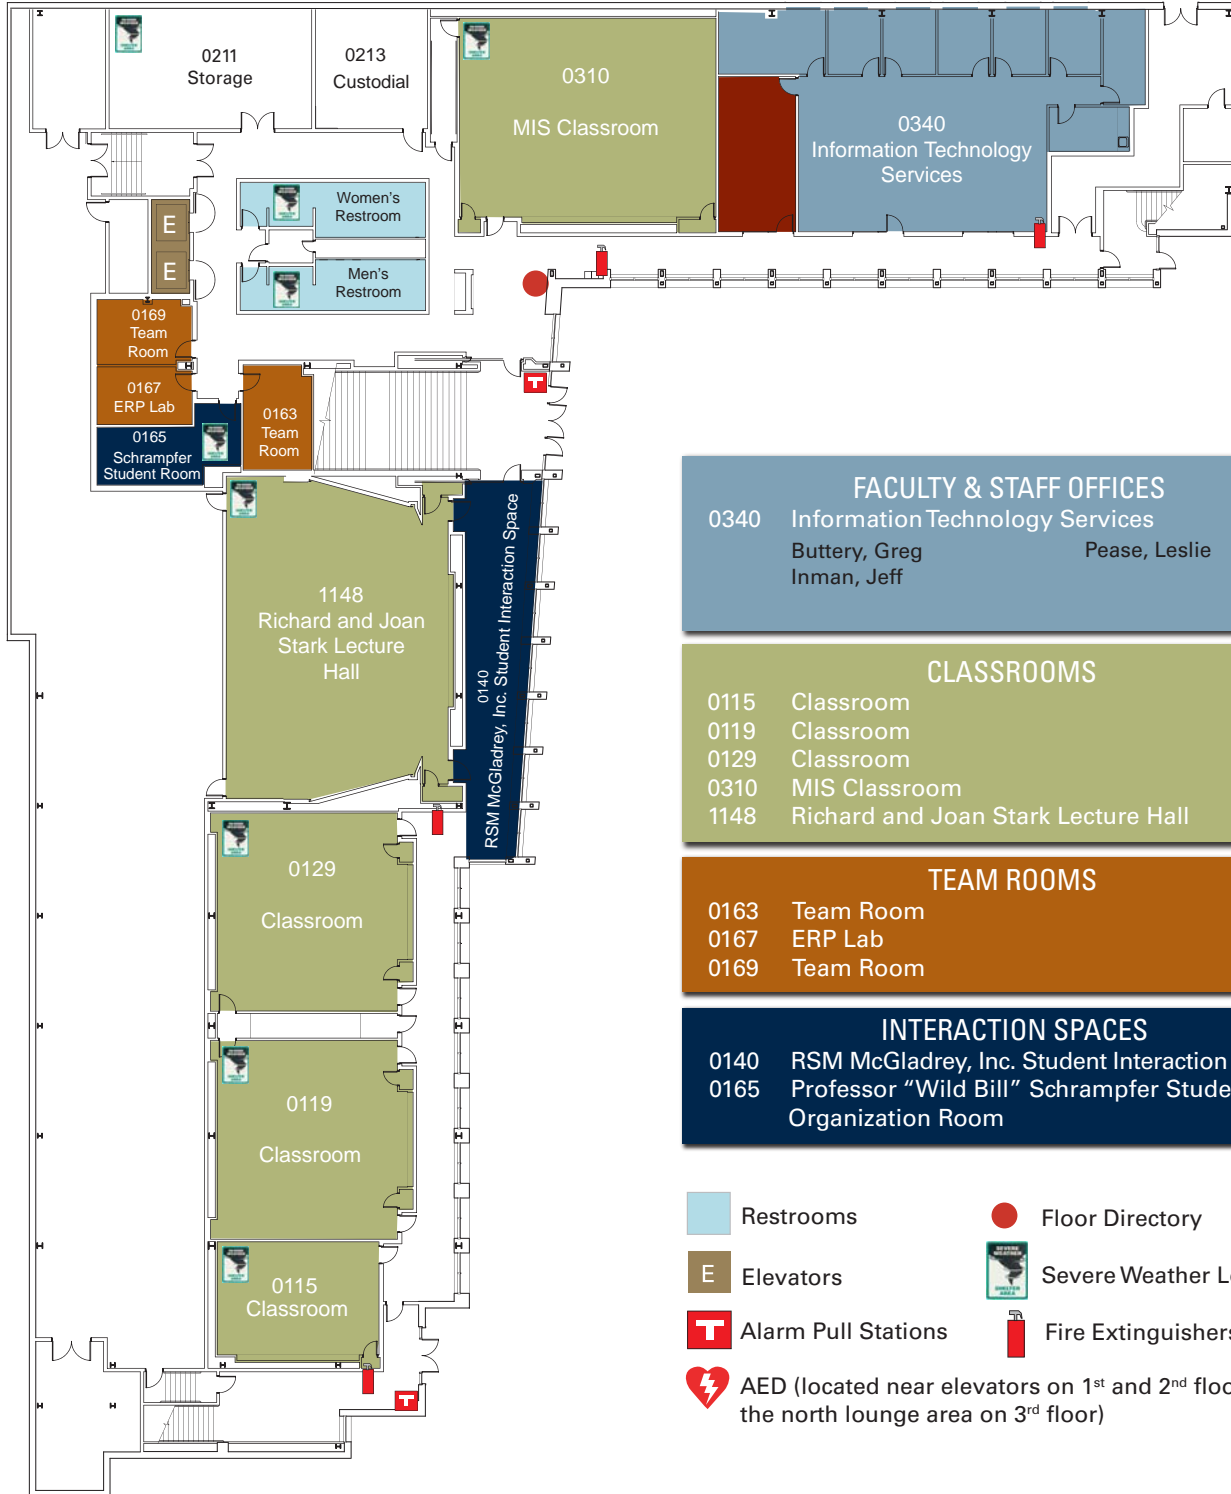 0211
Storage
0213
Custodial
0310
MIS Classroom
0340
Information Technology
Services
Women's
Restroom
Men's
Restroom
E
E
0169
Team
Room
0167
ERP Lab
0163
Team
Room
0165
Schrampfer
Student Room
1148
Richard and Joan
Stark Lecture
Hall
0140
RSM McGladrey, Inc. Student Interaction Space
0129
Classroom
0119
Classroom
0115
Classroom
FACULTY & STAFF OFFICES
0340 Information Technology Services
Buttery, Greg Pease, Leslie
Inman, Jeff
CLASSROOMS
0115 Classroom
0119 Classroom
0129 Classroom
0310 MIS Classroom
1148 Richard and Joan Stark Lecture Hall
TEAM ROOMS
0163 Team Room
0167 ERP Lab
0169 Team Room
INTERACTION SPACES
0140 RSM McGladrey, Inc. Student Interaction
0165 Professor “Wild Bill” Schrampfer Stude
Organization Room
Restrooms
Floor Directory
E Elevators
SEVERE
WEATHER
SHELTER
AREA
Severe Weather L
T Alarm Pull Stations
Fire Extinguishers
AED (located near elevators on 1st and 2nd floo
the north lounge area on 3rd floor)